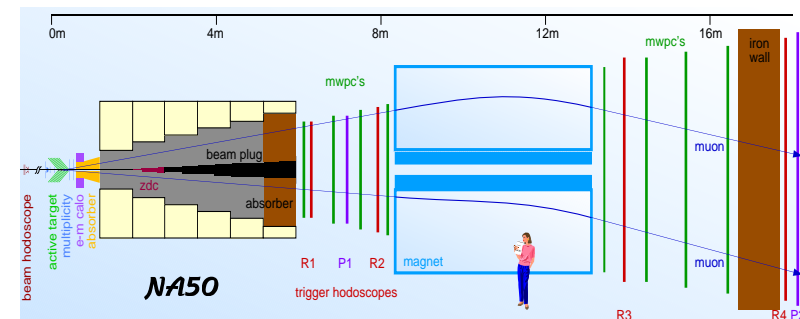 0m 4m 8m 12m 16m
mwpc's
mwpc's
iron
wall
beam plug
zdc
absorber
muon
muon
magnet
beam hodoscope
active target
multiplicity
e-m calo
absorber
R1 P1 R2
trigger hodoscopes
NA50
R3
R4